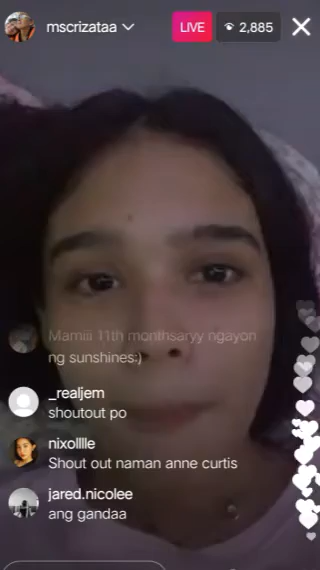 mscrizataa
LIVE
2,885
Mamiii 11th monthsaryy ngayon
ng sunshines:)
_realjem
shoutout po
nixolllle
Shout out naman anne curtis
jared.nicolee
ang gandaa